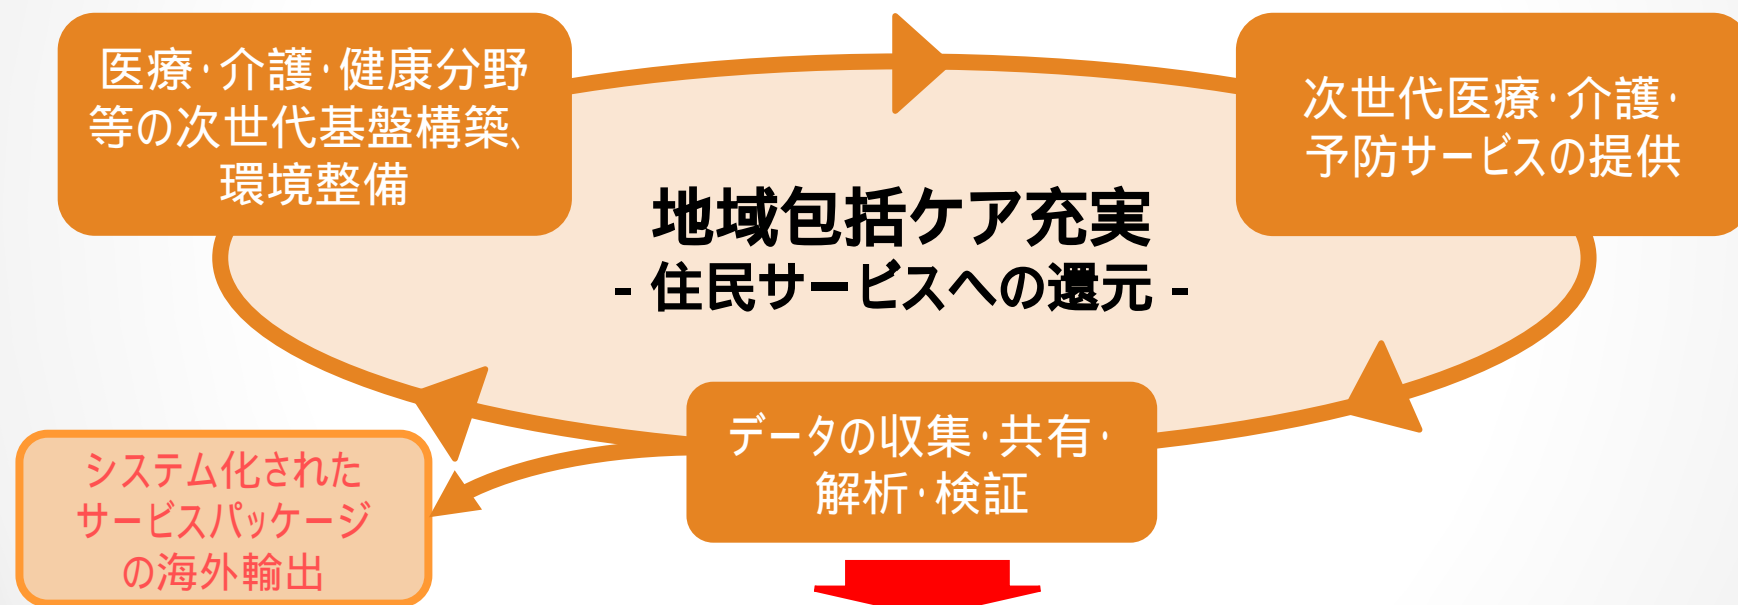 医療・介護・健康分野
等の次世代基盤構築、
環境整備
次世代医療・介護・
予防サービスの提供
地域包括ケア充実
- 住民サービスへの還元 -
データの収集・共有・
解析・検証
システム化された
サービスパッケージ
の海外輸出